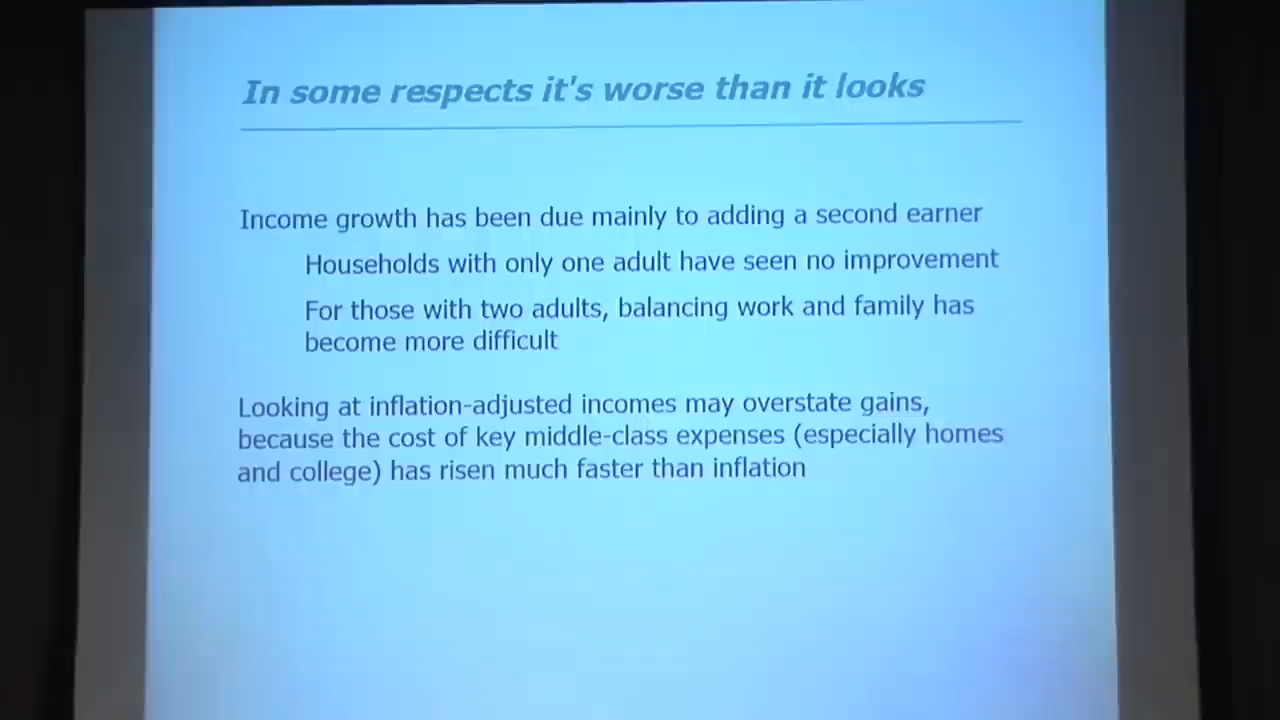 In some respects it's worse than it looks
Income growth has been due mainly to adding a second earner
Households with only one adult have seen no improvement
For those with two adults, balancing work and family has
become more difficult
Looking at inflation-adjusted incomes may overstate gains,
because the cost of key middle-class expenses (especially homes
and college) has risen much faster than inflation